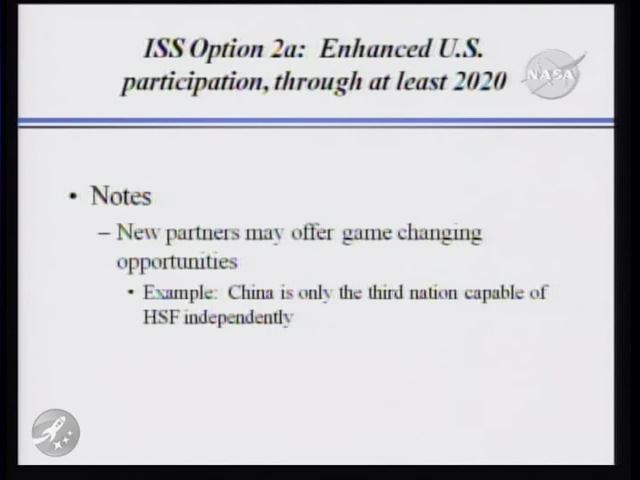 ISS Option 2a: Enhanced U.S.
participation, through at least 2020
NASA
• Notes
– New partners may offer game changing
opportunities
• Example: China is only the third nation capable of
HSF independently